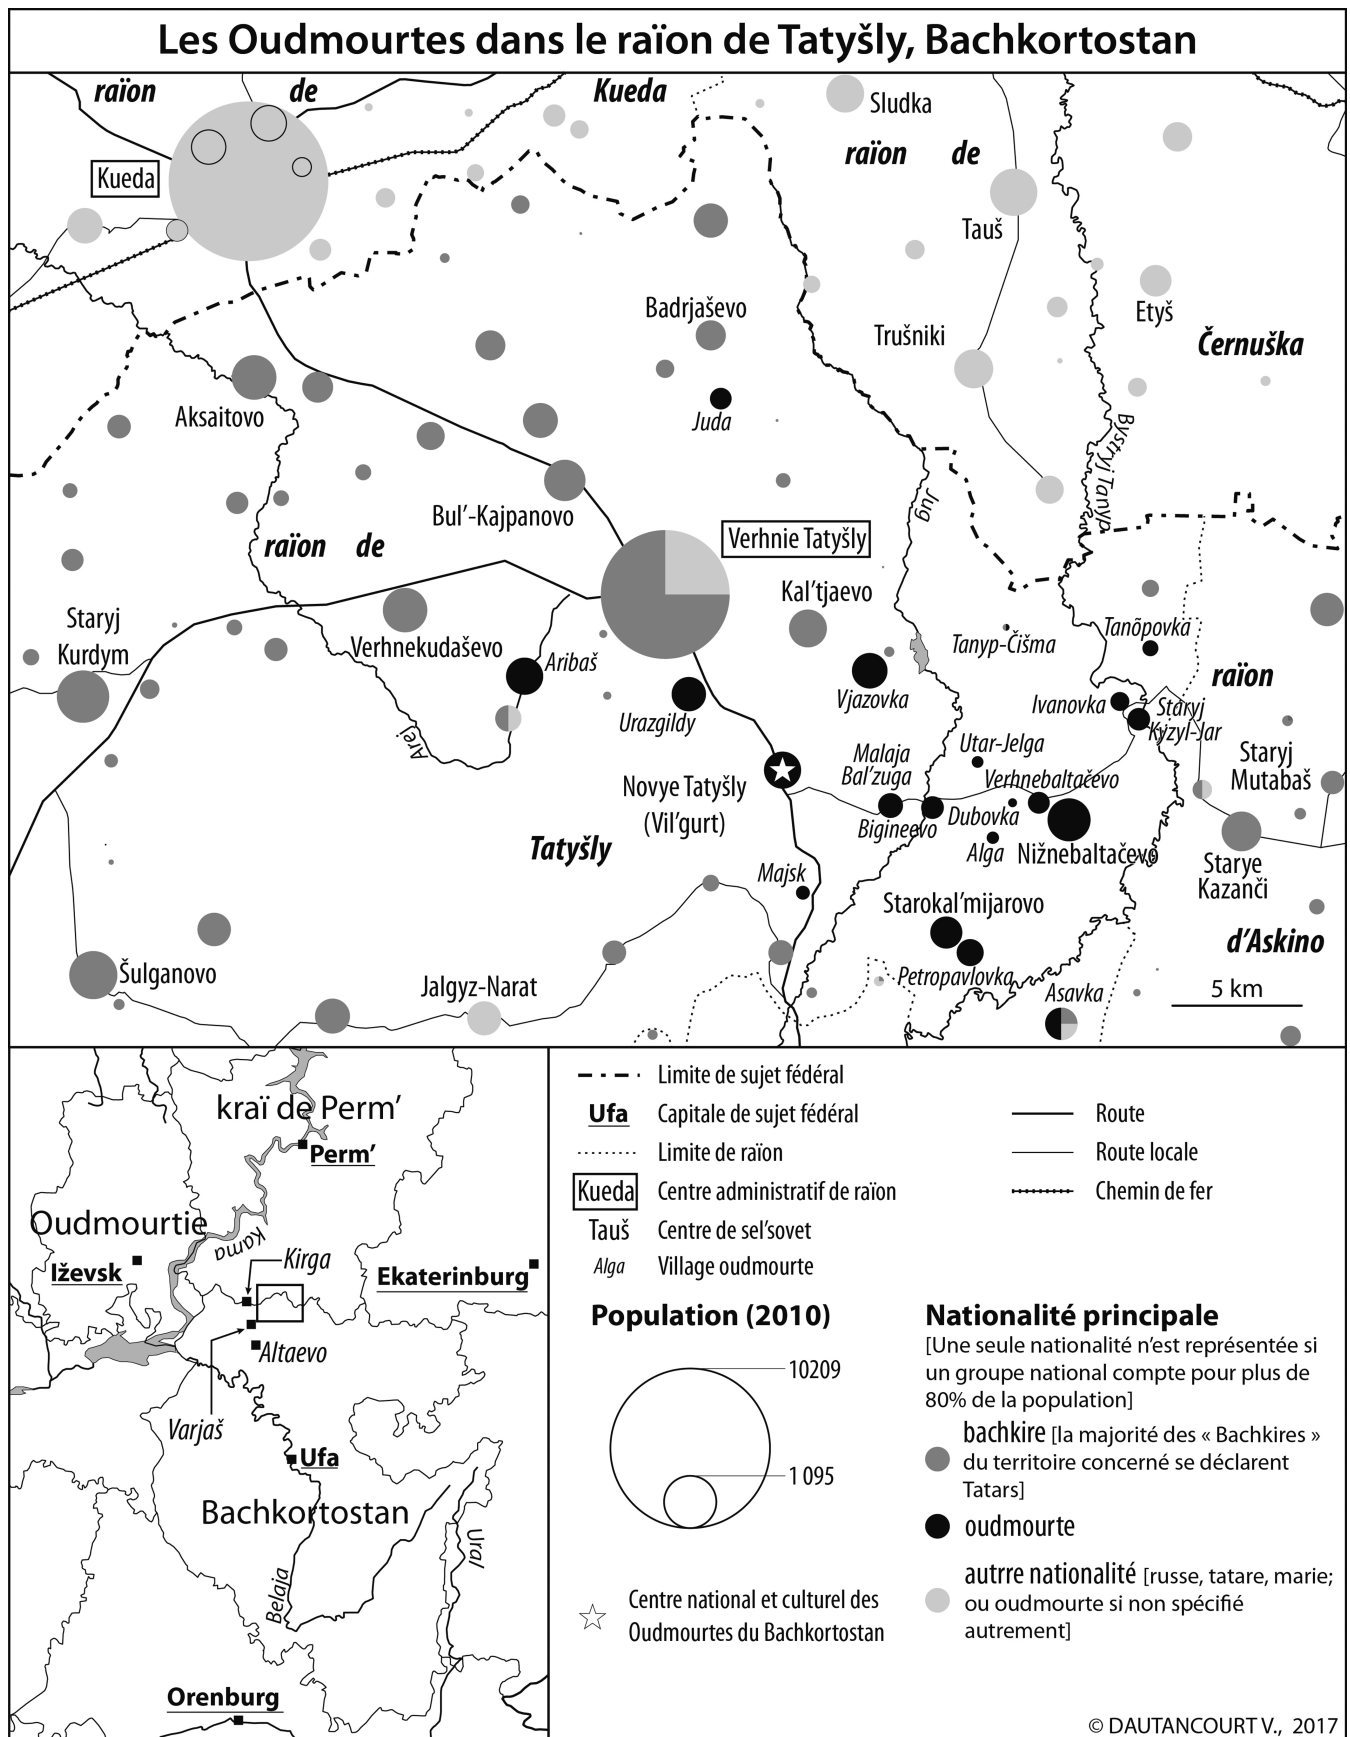 Les Oudmourtes dans le raïon de Tatyšly, Bachkortostan
raïon de Kueda
Sludka
raïon de
Kueda
Tauš
Badrjaševo
Etyš
Trušniki
Černuška
Aksaitovo
Juda
Bystryj Tanyp
Jug
Bul’-Kajpanovo
raïon de
Verhnie Tatyšly
Kal’tjaevo
Staryj
Kurdym
Verhnekudaševo
Aribaš
Tanyp-Čišma
Tanõpovka
raïon
Urazgildy
Vjazovka
Ivanovka
Staryj
Kyzyl-Jar
Arej
Malaja
Bal’zuga
Utar-Jelga
Staryj
Mutabaš
Novye Tatyšly
(Vil’gurt)
Verhnebaltačevo
Bigineevo
Dubovka
Tatyšly
Alga
Nižnebaltačevo
Starye
Kazanči
Majsk
Starokal’mijarovo
d’Askino
Šulganovo
Jalgyz-Narat
Petropavlovka
Asavka
5 km
kraï de Perm’
Perm’
Oudmourtie
Kama
Iževsk
Kirga
Ekaterinburg
Altaevo
Varjaš
Ufa
Bachkortostan
Belaja
Ural
Orenburg
Limite de sujet fédéral
Ufa Capitale de sujet fédéral
Route
Limite de raïon
Route locale
Kueda Centre administratif de raïon
Chemin de fer
Tauš Centre de sel’sovet
Alga Village oudmourte
Population (2010)
10209
1 095
Centre national et culturel des
Oudmourtes du Bachkortostan
Nationalité principale
[Une seule nationalité n’est représentée si
un groupe national compte pour plus de
80% de la population]
bachkire [la majorité des « Bachkires »
du territoire concerné se déclarent
Tatars]
oudmourte
autrre nationalité [russe, tatare, marie;
ou oudmourte si non spécifié
autrement]
© DAUTANCOURT V., 2017